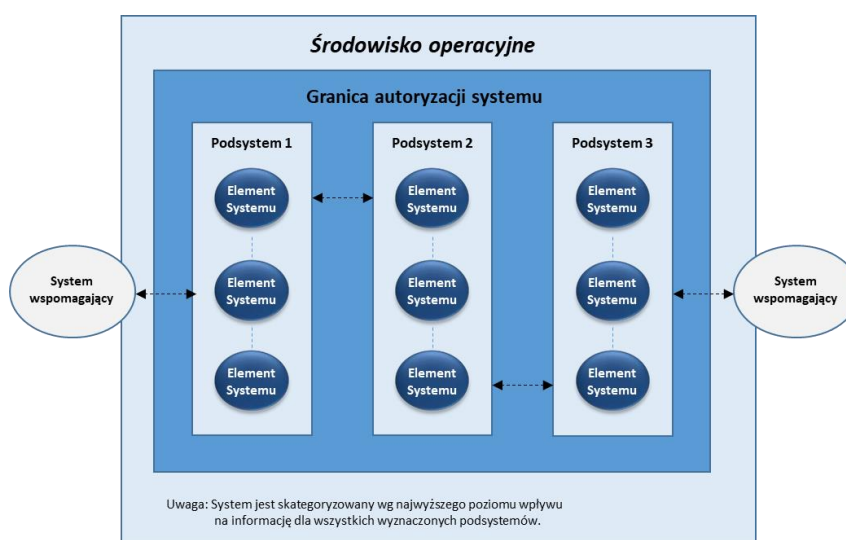 Środowisko operacyjne
Granica autoryzacji systemu
Podsystem 1
Podsystem 2
Podsystem 3
Element
Systemu
Element
Systemu
Element
Systemu
System
wspomagający
Element
Systemu
Element
Systemu
Element
Systemu
System
wspomagający
Element
Systemu
Element
Systemu
Element
Systemu
Uwaga: System jest skategoryzowany wg najwyższego poziomu wpływu
na informację dla wszystkich wyznaczonych podsystemów.